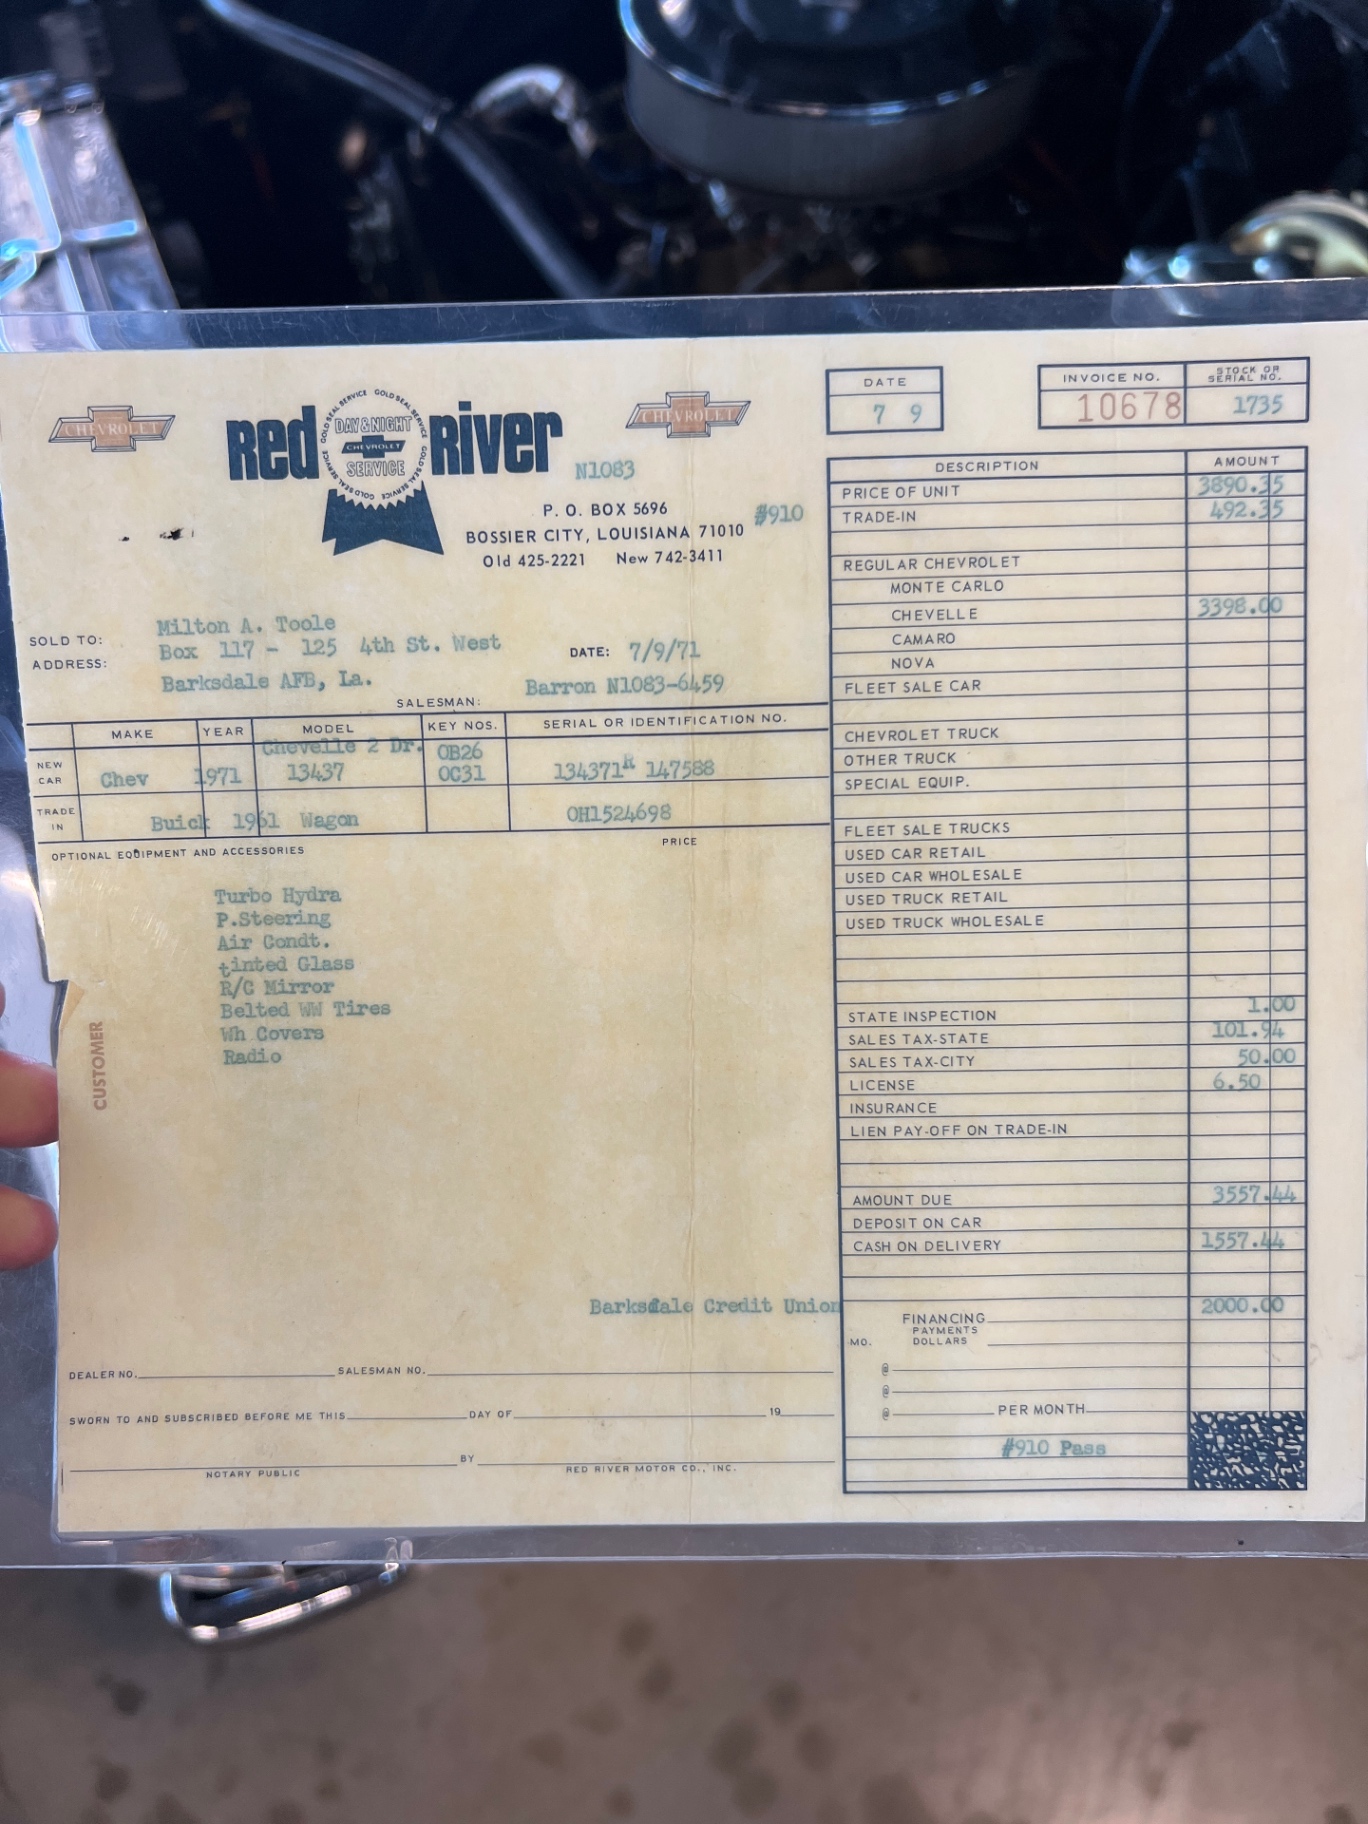 CHEVROLET
Red River
GOLD SEAL SERVICE GOLD SEAL SERVICE GOLD SEAL SERVICE GOLD SEAL SERVICE
DAY & NIGHT
CHEVROLET
SERVICE
CHEVROLET
N1083
P. O. BOX 5696
#910
BOSSIER CITY, LOUISIANA 71010
Old 425-2221 New 742-3411
DATE
7 9
INVOICE NO. STOCK OR SERIAL NO.
10678 1735
SOLD TO: Milton A. Toole
ADDRESS: Box 117 - 125 4th St. West
DATE: 7/9/71
Barksdale AFB, La.
SALESMAN: Barron N1083-6459
MAKE YEAR MODEL KEY NOS. SERIAL OR IDENTIFICATION NO.
NEW CAR Chev 1971 Chevelle 2 Dr. 13437 OB26 OC31 134371R 147588
TRADE IN Buick 1961 Wagon OH1524698
OPTIONAL EQUIPMENT AND ACCESSORIES PRICE
Turbo Hydra
P.Steering
Air Condt.
tinted Glass
R/C Mirror
Belted WW Tires
Wh Covers
Radio
CUSTOMER
Barksdale Credit Union
DEALER NO. SALESMAN NO.
SWORN TO AND SUBSCRIBED BEFORE ME THIS DAY OF 19
BY
NOTARY PUBLIC RED RIVER MOTOR CO., INC.
DESCRIPTION AMOUNT
PRICE OF UNIT 3890.35
TRADE-IN 492.35
REGULAR CHEVROLET
MONTE CARLO
CHEVELLE 3398.00
CAMARO
NOVA
FLEET SALE CAR
CHEVROLET TRUCK
OTHER TRUCK
SPECIAL EQUIP.
FLEET SALE TRUCKS
USED CAR RETAIL
USED CAR WHOLESALE
USED TRUCK RETAIL
USED TRUCK WHOLESALE
STATE INSPECTION 1.00
SALES TAX-STATE 101.94
SALES TAX-CITY 50.00
LICENSE 6.50
INSURANCE
LIEN PAY-OFF ON TRADE-IN
AMOUNT DUE 3557.44
DEPOSIT ON CAR
CASH ON DELIVERY 1557.44
FINANCING 2000.00
PAYMENTS
MO. DOLLARS
@
@
@ PER MONTH
#910 Pass